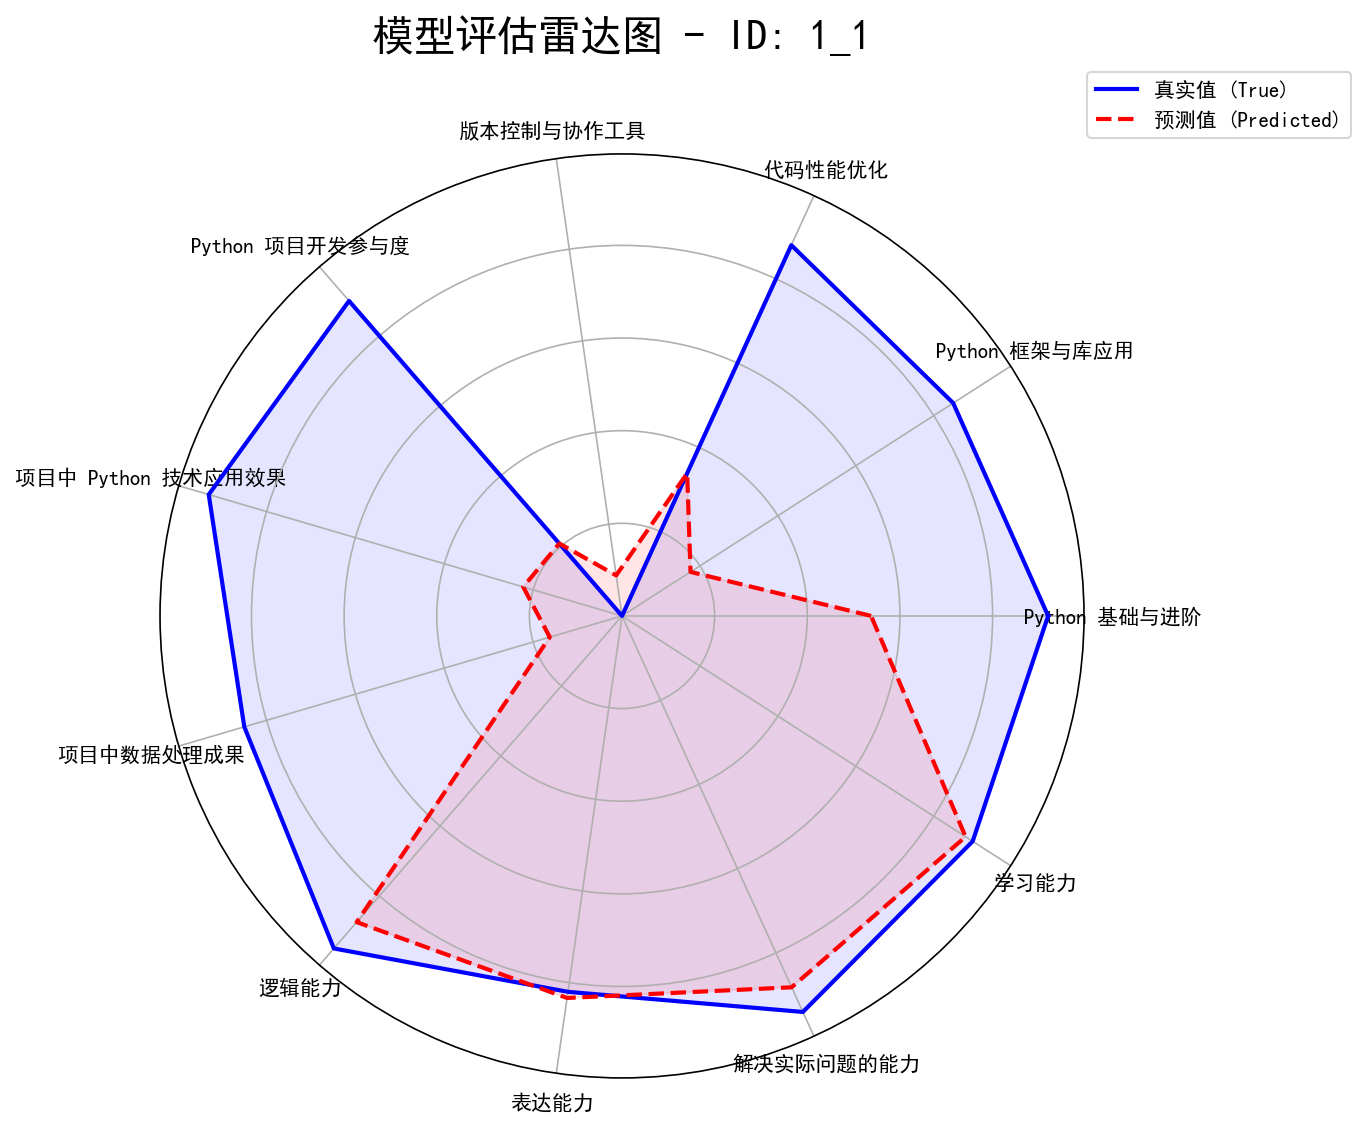 模型评估雷达图 - ID: 1_1
真实值 (True)
预测值 (Predicted)
版本控制与协作工具
代码性能优化
Python 项目开发参与度
Python 框架与库应用
项目中 Python 技术应用效果
Python 基础与进阶
项目中数据处理成果
学习能力
逻辑能力
解决实际问题的能力
表达能力